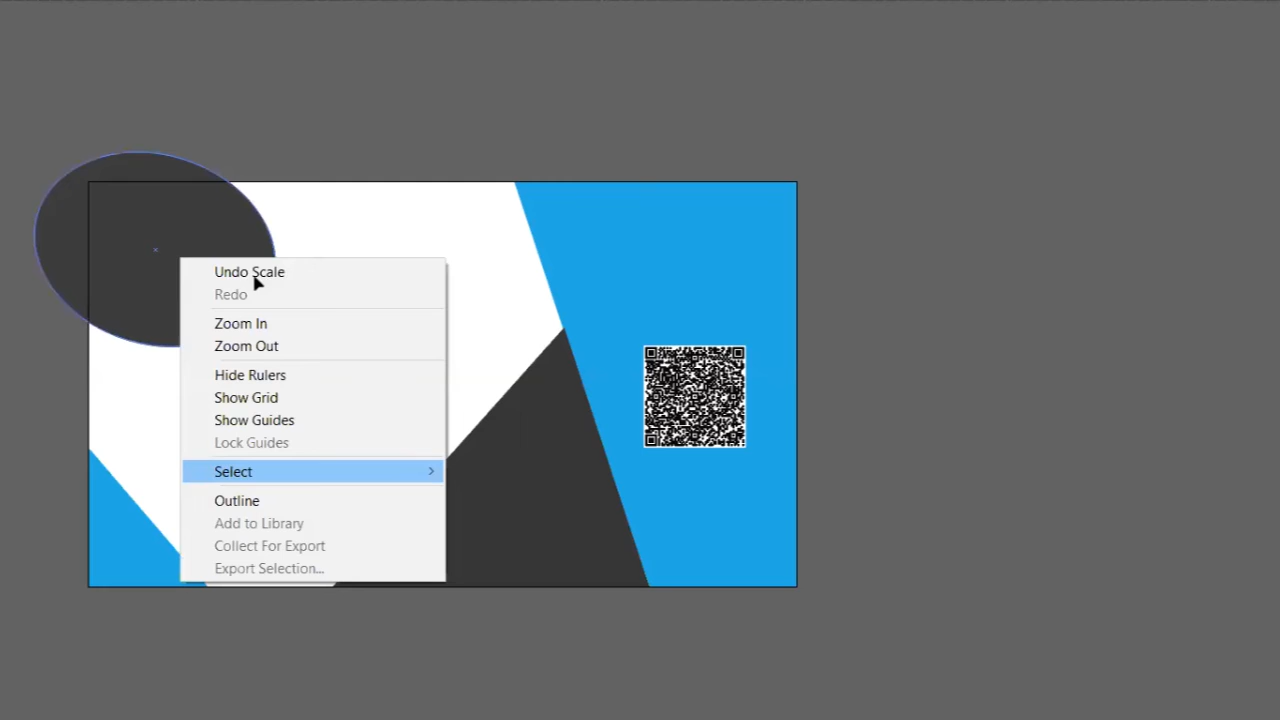 Undo Scale
Redo
Zoom In
Zoom Out
Hide Rulers
Show Grid
Show Guides
Lock Guides
Select
Outline
Add to Library
Collect For Export
Export Selection...